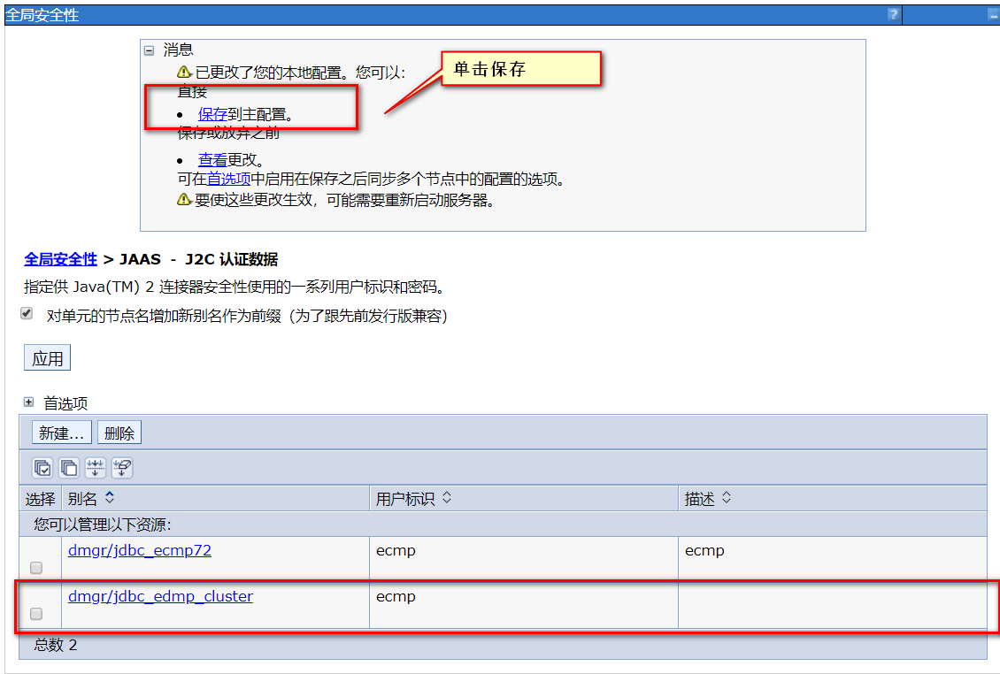 全局安全性
消息
已更改了您的本地配置。您可以：
单击保存
直接
保存到主配置。
保存或放弃之前
查看更改。
可在首选项中启用在保存之后同步多个节点中的配置的选项。
要使这些更改生效，可能需要重新启动服务器。
全局安全性 > JAAS - J2C 认证数据
指定供 Java(TM) 2 连接器安全性使用的一系列用户标识和密码。
对单元的节点名增加新别名作为前缀（为了跟先前发行版兼容）
应用
首选项
新建... 删除
选择 别名 用户标识 描述
您可以管理以下资源：
dmgr/jdbc_ecmp72 ecmp ecmp
dmgr/jdbc_edmp_cluster ecmp
总数 2